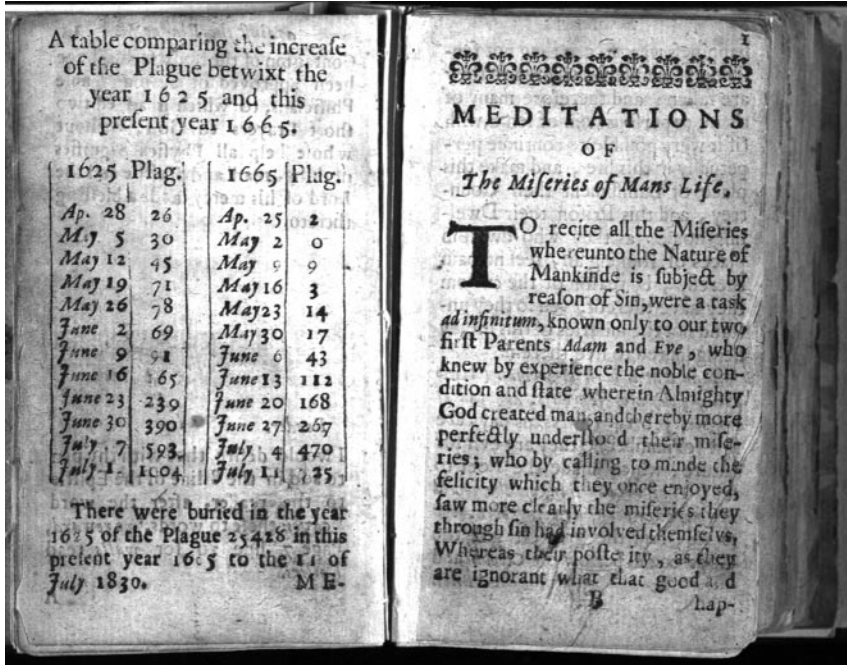 A table comparing the increaſe
of the Plague betwixt the
year 1625 and this
preſent year 1665.
1625 Plag. 1665 Plag.
Ap. 28 26 Ap. 25 2
May 5 30 May 2 0
May 12 45 May 9 9
May 19 71 May 16 3
May 26 78 May 23 14
June 2 69 May 30 17
June 9 91 June 6 43
June 16 165 June 13 112
June 23 239 June 20 168
June 30 390 June 27 267
July 7 593 July 4 470
July 1004 July 11
There were buried in the year
1625 of the Plague 25428 in this
preſent year 1665 to the 11 of
July 1830.
ME-
1
MEDITATIONS
OF
The Miſeries of Mans Life,
TO recite all the Miſeries
whereunto the Nature of
Mankinde is ſubject by
reaſon of Sin, were a task
ad infinitum, known only to our two
firſt Parents Adam and Eve, who
knew by experience the noble con-
dition and ſtate wherein Almighty
God created man, and thereby more
perfectly underſtood their miſe-
ries; who by calling to minde the
felicity which they once enjoyed,
ſaw more clearly the miſeries they
through ſin had involved themſelvs,
Whereas their poſterity, as they
are ignorant what that good and
B
hap-